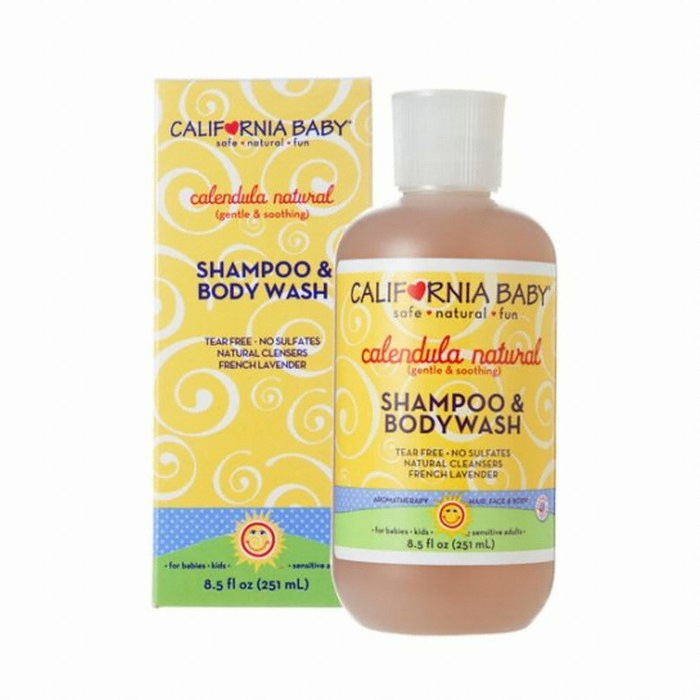 CALIFORNIA BABY
safe • natural • fun
calendula natural
(gentle & soothing)
SHAMPOO &
BODY WASH
TEAR FREE • NO SULFATES
NATURAL CLENSERS
FRENCH LAVENDER
• for babies • kids •
• sensitive a
8.5 fl oz (251 mL)
CALIFORNIA BABY®
safe • natural • fun
calendula natural
(gentle & soothing)
SHAMPOO &
BODYWASH
TEAR FREE • NO SULFATES
NATURAL CLEANSERS
FRENCH LAVENDER
AROMATHERAPY HAIR, FACE & BODY
• for babies • kids • sensitive adults •
8.5 fl oz (251 mL)